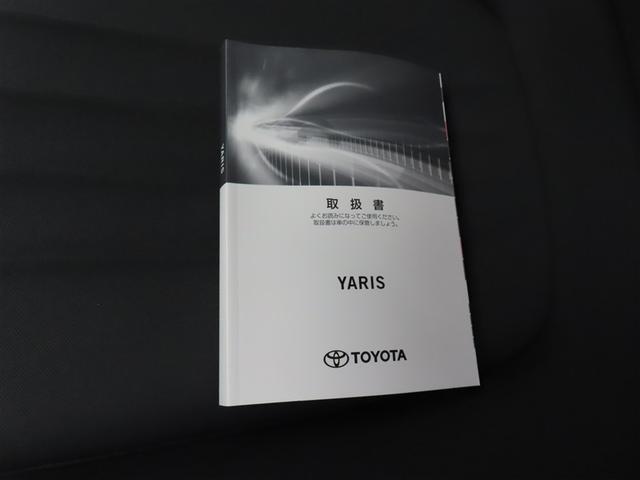 取扱書
よくお読みになってご使用ください。
取扱書は車の中に保管しましょう。
YARIS
TOYOTA
YARIS